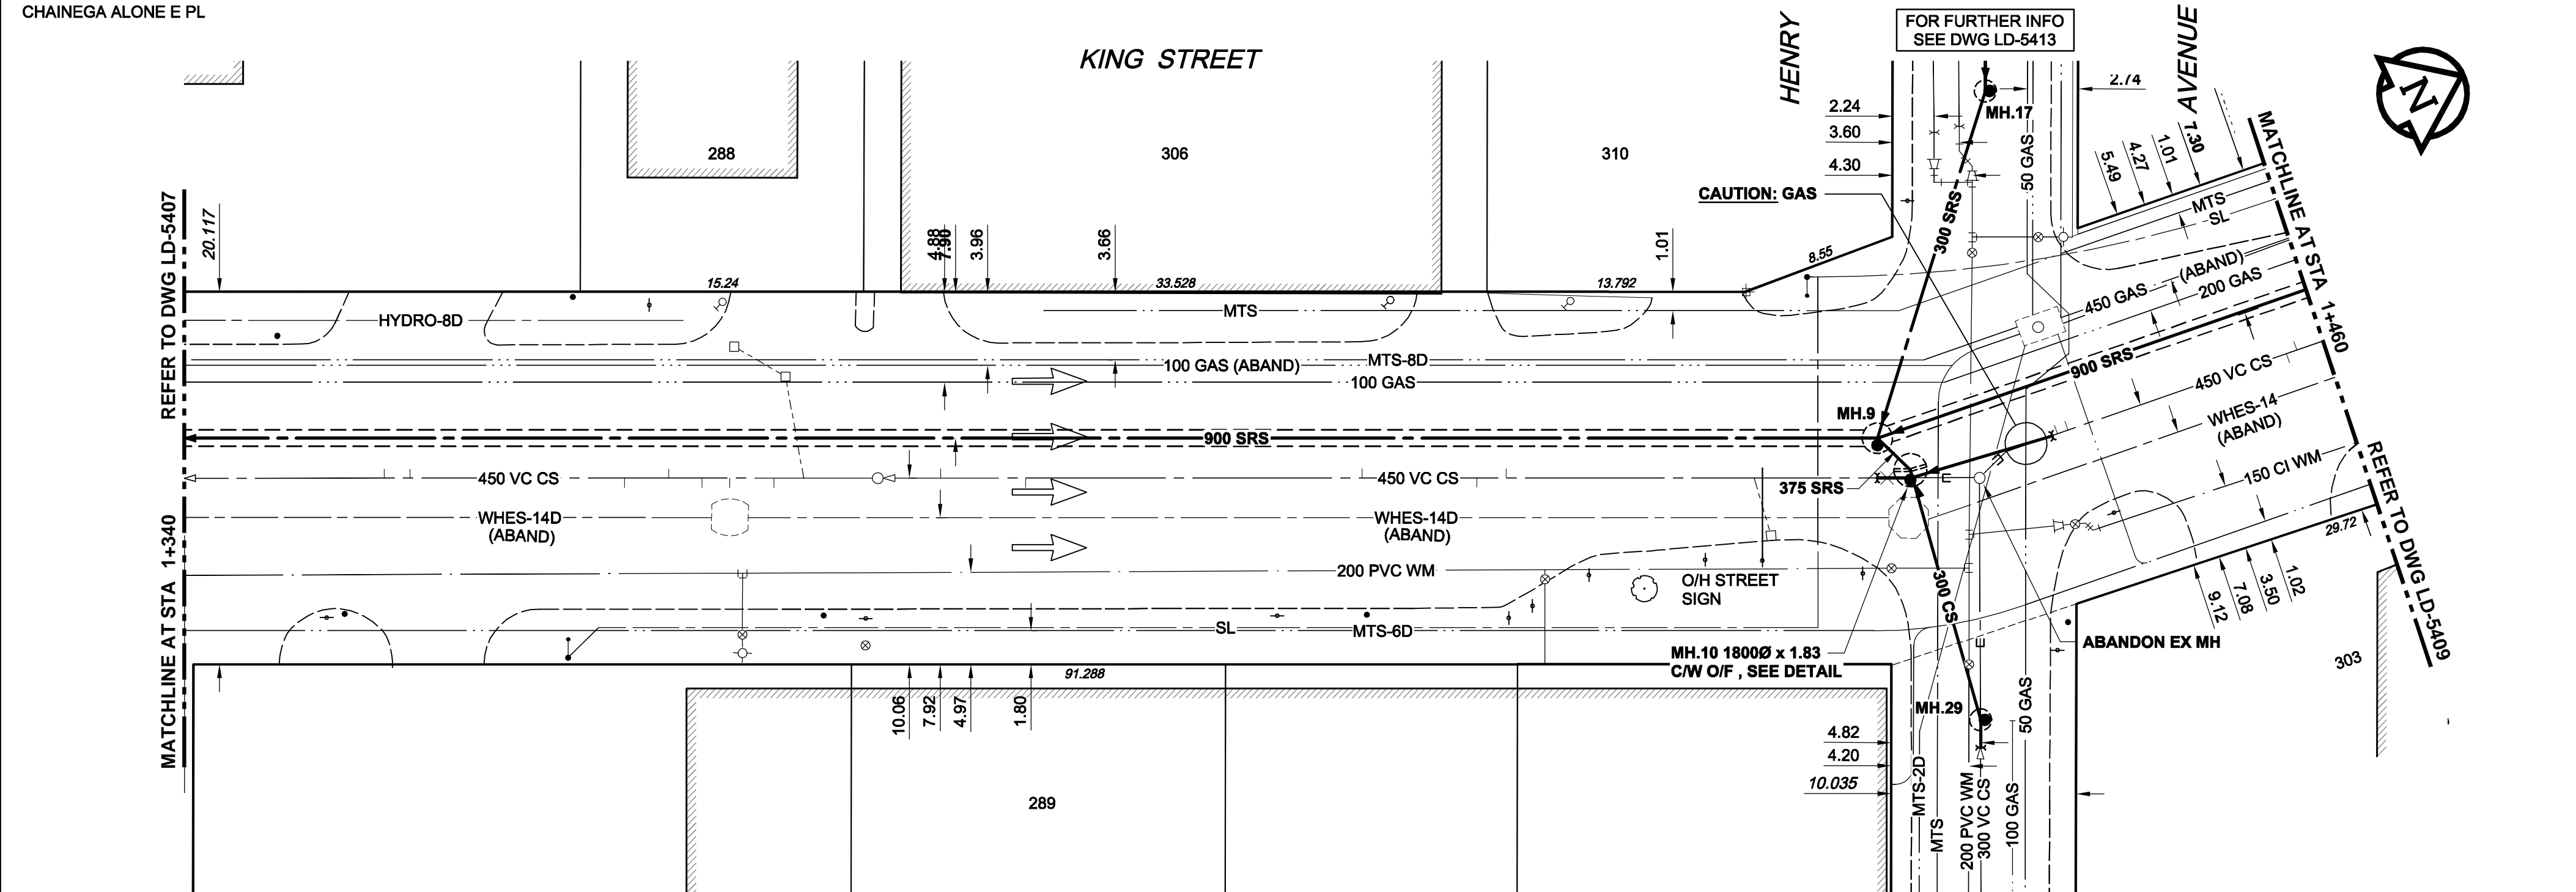 CHAINEGA ALONE E PL
KING STREET
HENRY
AVENUE
FOR FURTHER INFO
SEE DWG LD-5413
N
288
306
310
2.24
3.60
4.30
2.74
MH.17
50 GAS
300 SRS
CAUTION: GAS
5.49
4.27
1.01
7.30
MTS
SL
MATCHLINE AT STA 1+460
REFER TO DWG LD-5409
REFER TO DWG LD-5407
MATCHLINE AT STA 1+340
20.117
4.88
7.90
3.96
3.66
1.01
15.24
33.528
13.792
8.55
HYDRO-8D
MTS
100 GAS (ABAND)
MTS-8D
100 GAS
450 GAS
(ABAND)
200 GAS
900 SRS
MH.9
900 SRS
450 VC CS
450 VC CS
450 VC CS
375 SRS
WHES-14
(ABAND)
150 CI WM
WHES-14D
(ABAND)
WHES-14D
(ABAND)
200 PVC WM
O/H STREET
SIGN
300 CS
29.72
SL
MTS-6D
1.02
3.50
7.08
9.12
MH.10 1800Ø x 1.83
C/W O/F , SEE DETAIL
ABANDON EX MH
303
91.288
10.06
7.92
4.97
1.80
MH.29
50 GAS
4.82
4.20
10.035
289
MTS-2D
MTS
200 PVC WM
300 VC CS
100 GAS